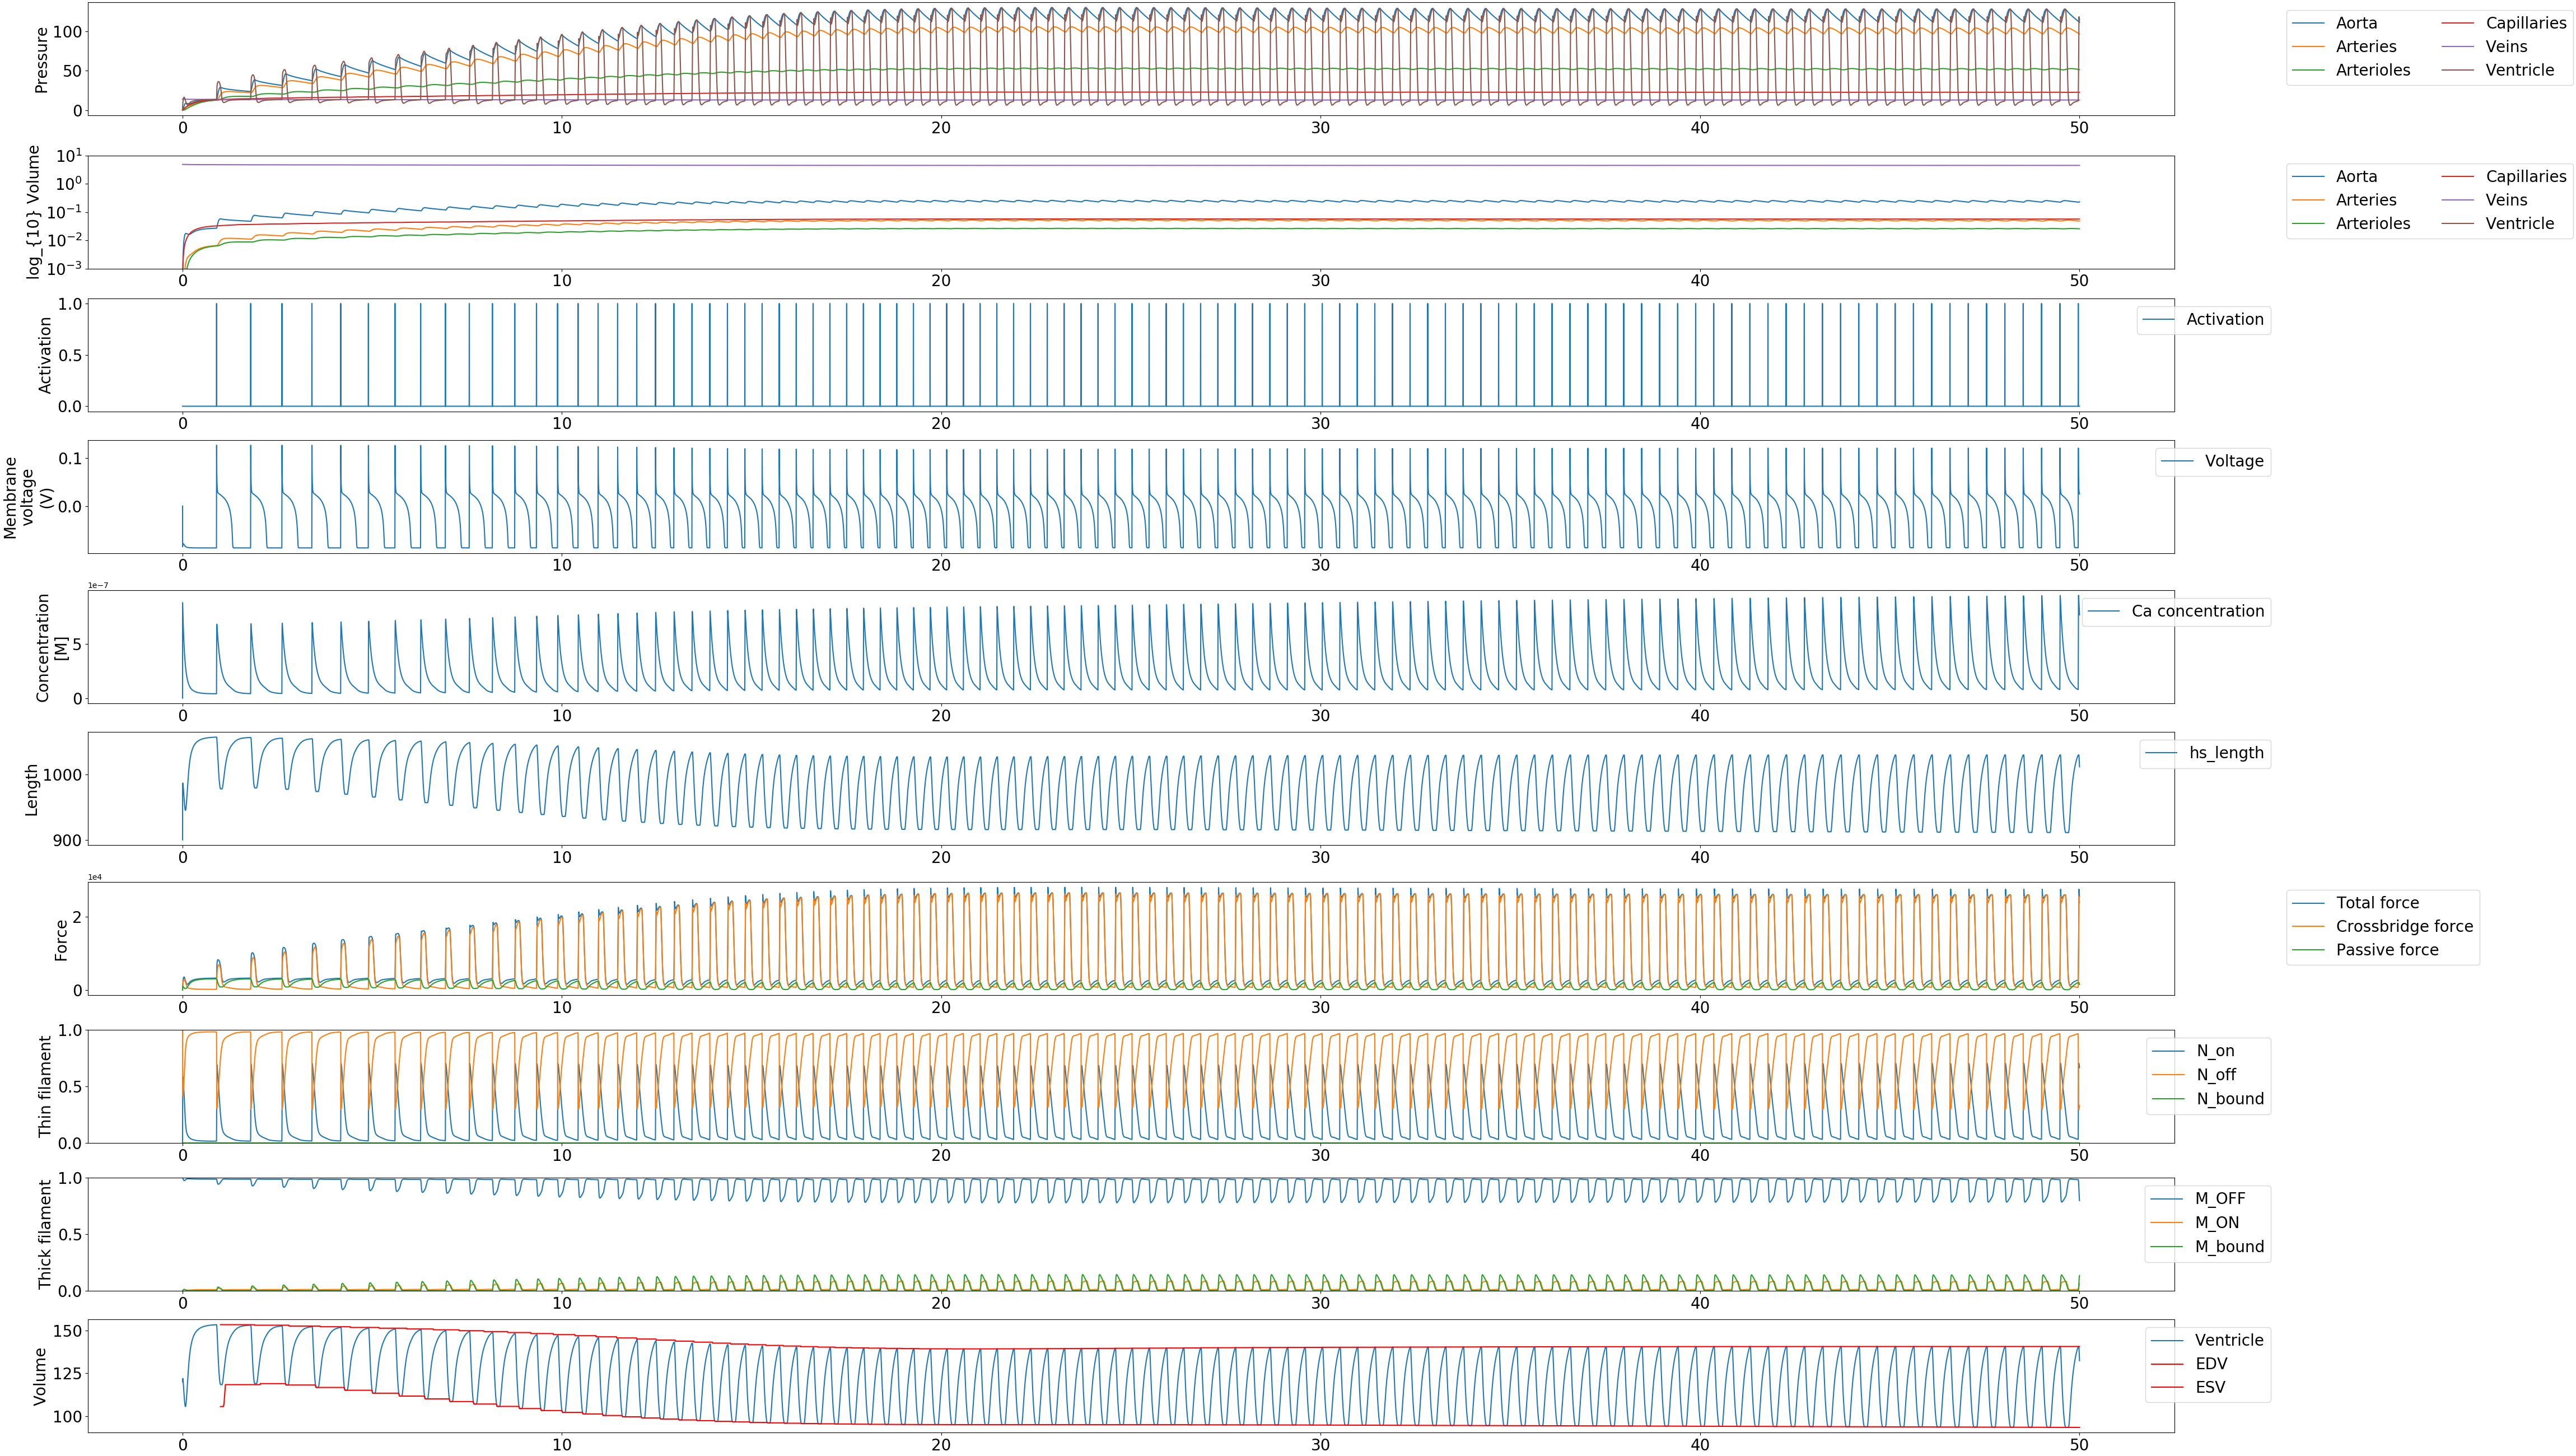 Pressure
100
50
0
0 10 20 30 40 50
Aorta Capillaries
Arteries Veins
Arterioles Ventricle
log_{10} Volume
10^1
10^0
10^−1
10^−2
10^−3
0 10 20 30 40 50
Aorta Capillaries
Arteries Veins
Arterioles Ventricle
Activation
1.0
0.5
0.0
0 10 20 30 40 50
Activation
Membrane
voltage
(V)
0.1
0.0
0 10 20 30 40 50
Voltage
1e−7
Concentration
[M]
5
0
0 10 20 30 40 50
Ca concentration
Length
1000
900
0 10 20 30 40 50
hs_length
1e4
Force
2
0
0 10 20 30 40 50
Total force
Crossbridge force
Passive force
Thin filament
1.0
0.5
0.0
0 10 20 30 40 50
N_on
N_off
N_bound
Thick filament
1.0
0.5
0.0
0 10 20 30 40 50
M_OFF
M_ON
M_bound
Volume
150
125
100
0 10 20 30 40 50
Ventricle
EDV
ESV